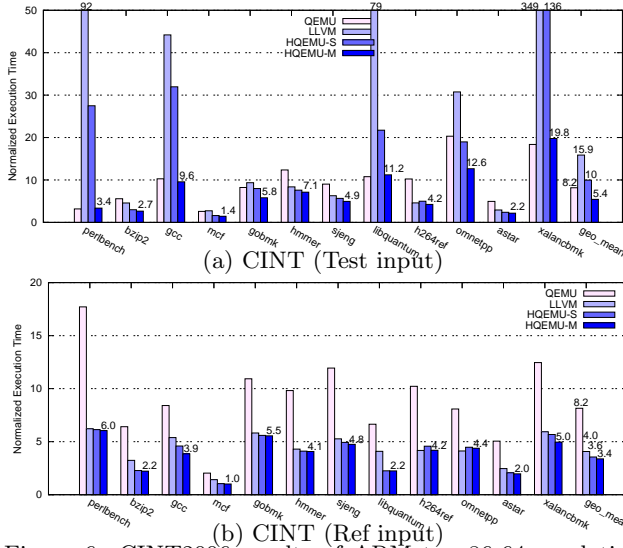 92
79
349 136
50
40
30
20
10
0
Normalized Execution Time
QEMU
LLVM
HQEMU-S
HQEMU-M
3.4
2.7
9.6
1.4
5.8
7.1
4.9
11.2
4.2
12.6
2.2
19.8
8.2
15.9
10
5.4
perlbench
bzip2
gcc
mcf
gobmk
hmmer
sjeng
libquantum
h264ref
omnetpp
astar
xalancbmk
geo_mean
(a) CINT (Test input)
20
15
10
5
0
Normalized Execution Time
QEMU
LLVM
HQEMU-S
HQEMU-M
6.0
2.2
3.9
1.0
5.5
4.1
4.8
2.2
4.2
4.4
2.0
5.0
8.2
4.0
3.6
3.4
perlbench
bzip2
gcc
mcf
gobmk
hmmer
sjeng
libquantum
h264ref
omnetpp
astar
xalancbmk
geo_mean
(b) CINT (Ref input)